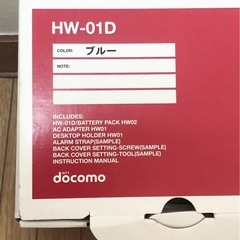 HW-01D
COLOR: ブルー
NOTE:
INCLUDES:
HW-01D/BATTERY PACK HW02
AC ADAPTER HW01
DESKTOP HOLDER HW01
ALARM STRAP(SAMPLE)
BACK COVER SETTING-SCREW(SAMPLE)
BACK COVER SETTING-TOOL(SAMPLE)
INSTRUCTION MANUAL
döcomo